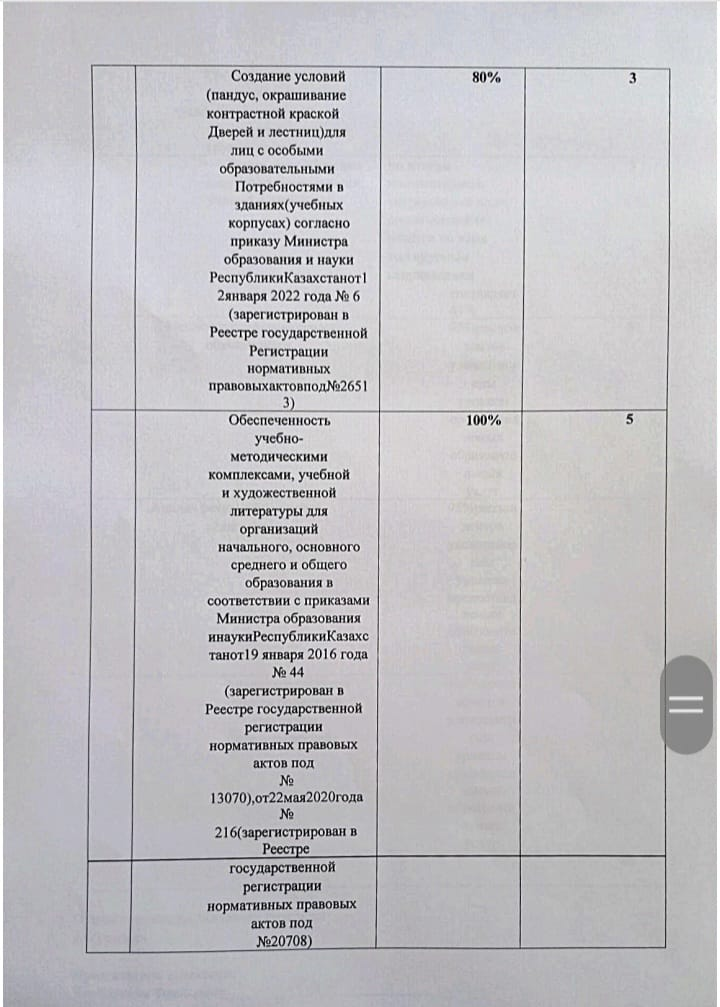 Создание условий 80% 3
(пандус, окрашивание
контрастной краской
Дверей и лестниц)для
лиц с особыми
образовательными
Потребностями в
зданиях(учебных
корпусах) согласно
приказу Министра
образования и науки
РеспубликиКазахстанот1
2января 2022 года № 6
(зарегистрирован в
Реестре государственной
Регистрации
нормативных
правовыхактовпод№2651
3)
Обеспеченность 100% 5
учебно-
методическими
комплексами, учебной
и художественной
литературы для
организаций
начального, основного
среднего и общего
образования в
соответствии с приказами
Министра образования
инаукиРеспубликиКазахс
танот19 января 2016 года
№ 44
(зарегистрирован в
Реестре государственной
регистрации
нормативных правовых
актов под
№
13070),от22мая2020года
№
216(зарегистрирован в
Реестре
государственной
регистрации
нормативных правовых
актов под
№20708)